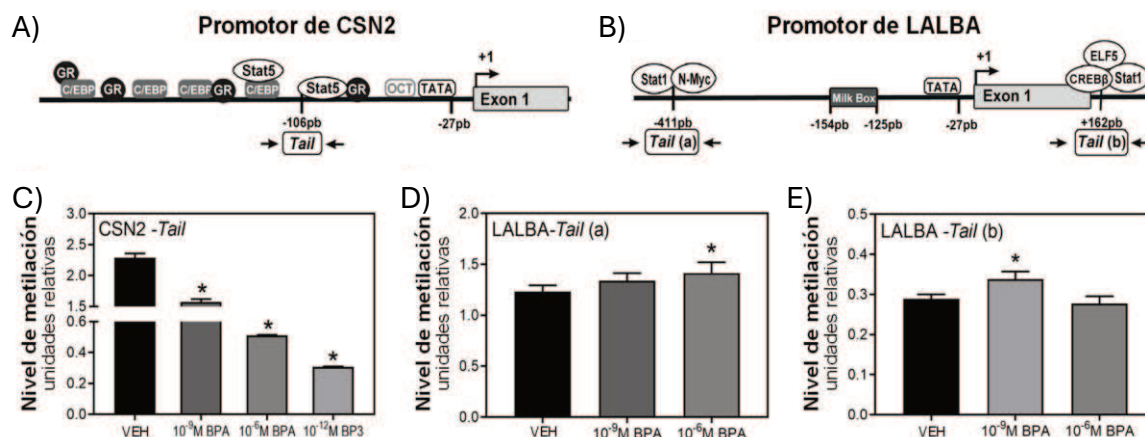 A)
Promotor de CSN2
GR
C/EBP
GR
C/EBP
C/EBP
GR
Stat5
C/EBP
Stat5
GR
OCT
TATA
+1
Exon 1
-106pb
-27pb
Tail
B)
Promotor de LALBA
Stat1
N-Myc
Milk Box
TATA
+1
Exon 1
ELF5
CREBβ
Stat1
-411pb
-154pb
-125pb
-27pb
+162pb
Tail (a)
Tail (b)
C)
Nivel de metilación
unidades relativas
CSN2 -Tail
3.0
2.5
2.0
1.5
0.6
0.4
0.2
0.0
*
*
*
VEH
10⁻⁹M BPA
10⁻⁶M BPA
10⁻¹²M BP3
D)
Nivel de metilación
unidades relativas
LALBA-Tail (a)
2.0
1.5
1.0
0.5
0.0
*
VEH
10⁻⁹M BPA
10⁻⁶M BPA
E)
Nivel de metilación
unidades relativas
LALBA -Tail (b)
0.5
0.4
0.3
0.2
0.1
0.0
*
VEH
10⁻⁹M BPA
10⁻⁶M BPA